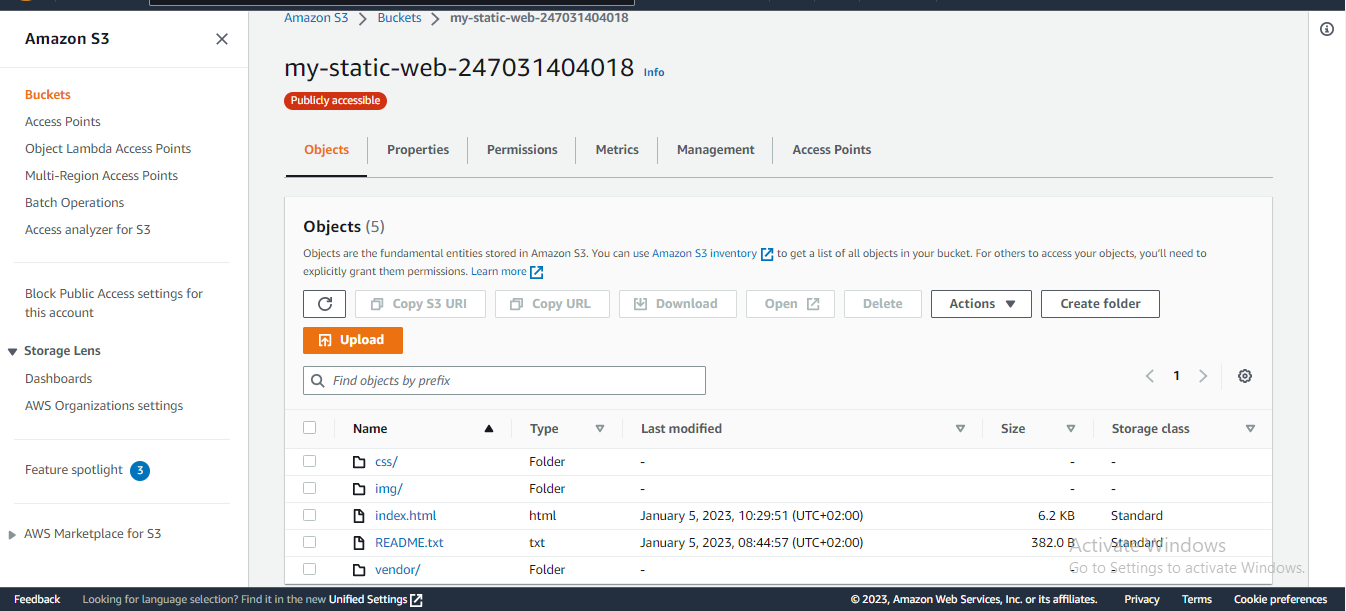 Amazon S3 Buckets my-static-web-247031404018
Amazon S3
my-static-web-247031404018 Info
Publicly accessible
Buckets
Access Points
Object Lambda Access Points
Multi-Region Access Points
Batch Operations
Access analyzer for S3
Block Public Access settings for
this account
Storage Lens
Dashboards
AWS Organizations settings
Feature spotlight 3
AWS Marketplace for S3
Objects Properties Permissions Metrics Management Access Points
Objects (5)
Objects are the fundamental entities stored in Amazon S3. You can use Amazon S3 inventory to get a list of all objects in your bucket. For others to access your objects, you'll need to
explicitly grant them permissions. Learn more
Copy S3 URI Copy URL Download Open Delete Actions Create folder
Upload
Find objects by prefix 1
Name Type Last modified Size Storage class
css/ Folder - - -
img/ Folder - - -
index.html html January 5, 2023, 10:29:51 (UTC+02:00) 6.2 KB Standard
README.txt txt January 5, 2023, 08:44:57 (UTC+02:00) 382.0 B Standard
vendor/ Folder - - -
Activate Windows
Go to Settings to activate Windows.
Feedback Looking for language selection? Find it in the new Unified Settings © 2023, Amazon Web Services, Inc. or its affiliates. Privacy Terms Cookie preferences